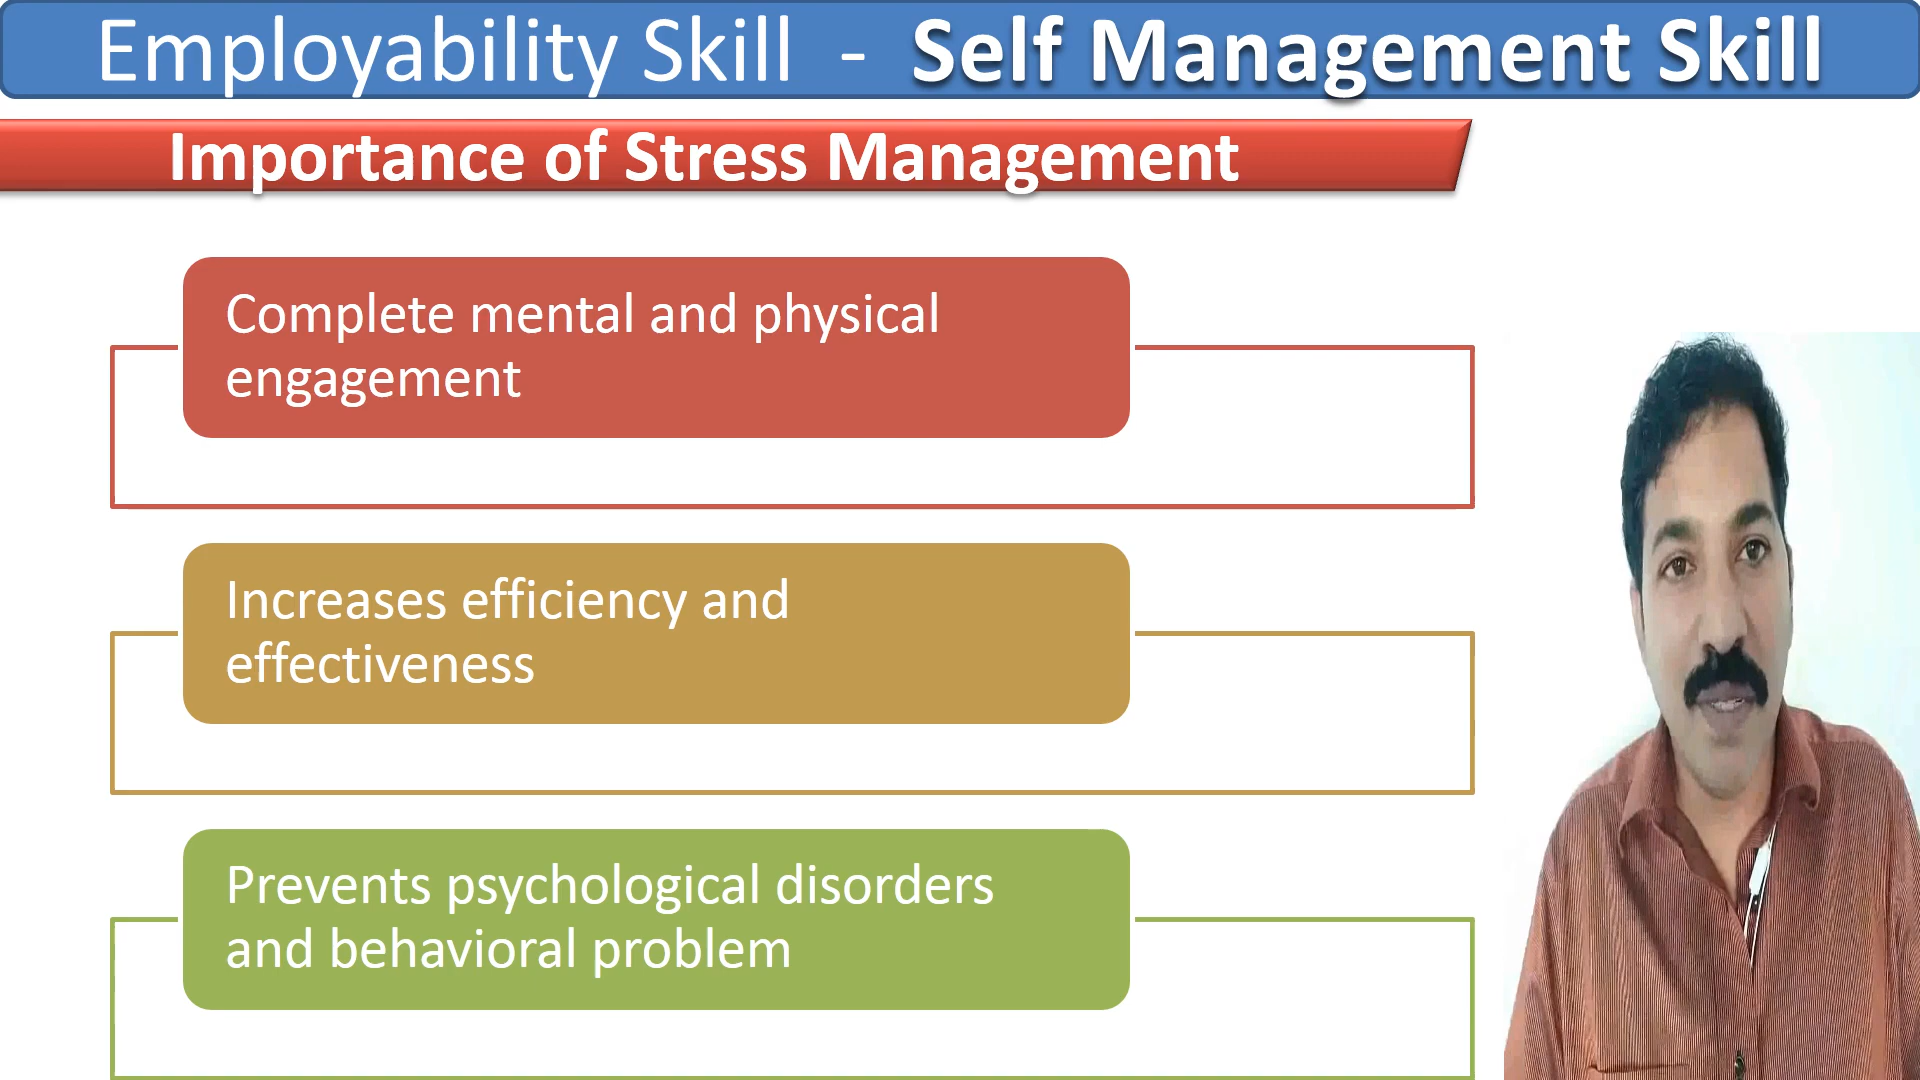 Employability Skill - Self Management Skill
Importance of Stress Management
Complete mental and physical
engagement
Increases efficiency and
effectiveness
Prevents psychological disorders
and behavioral problem